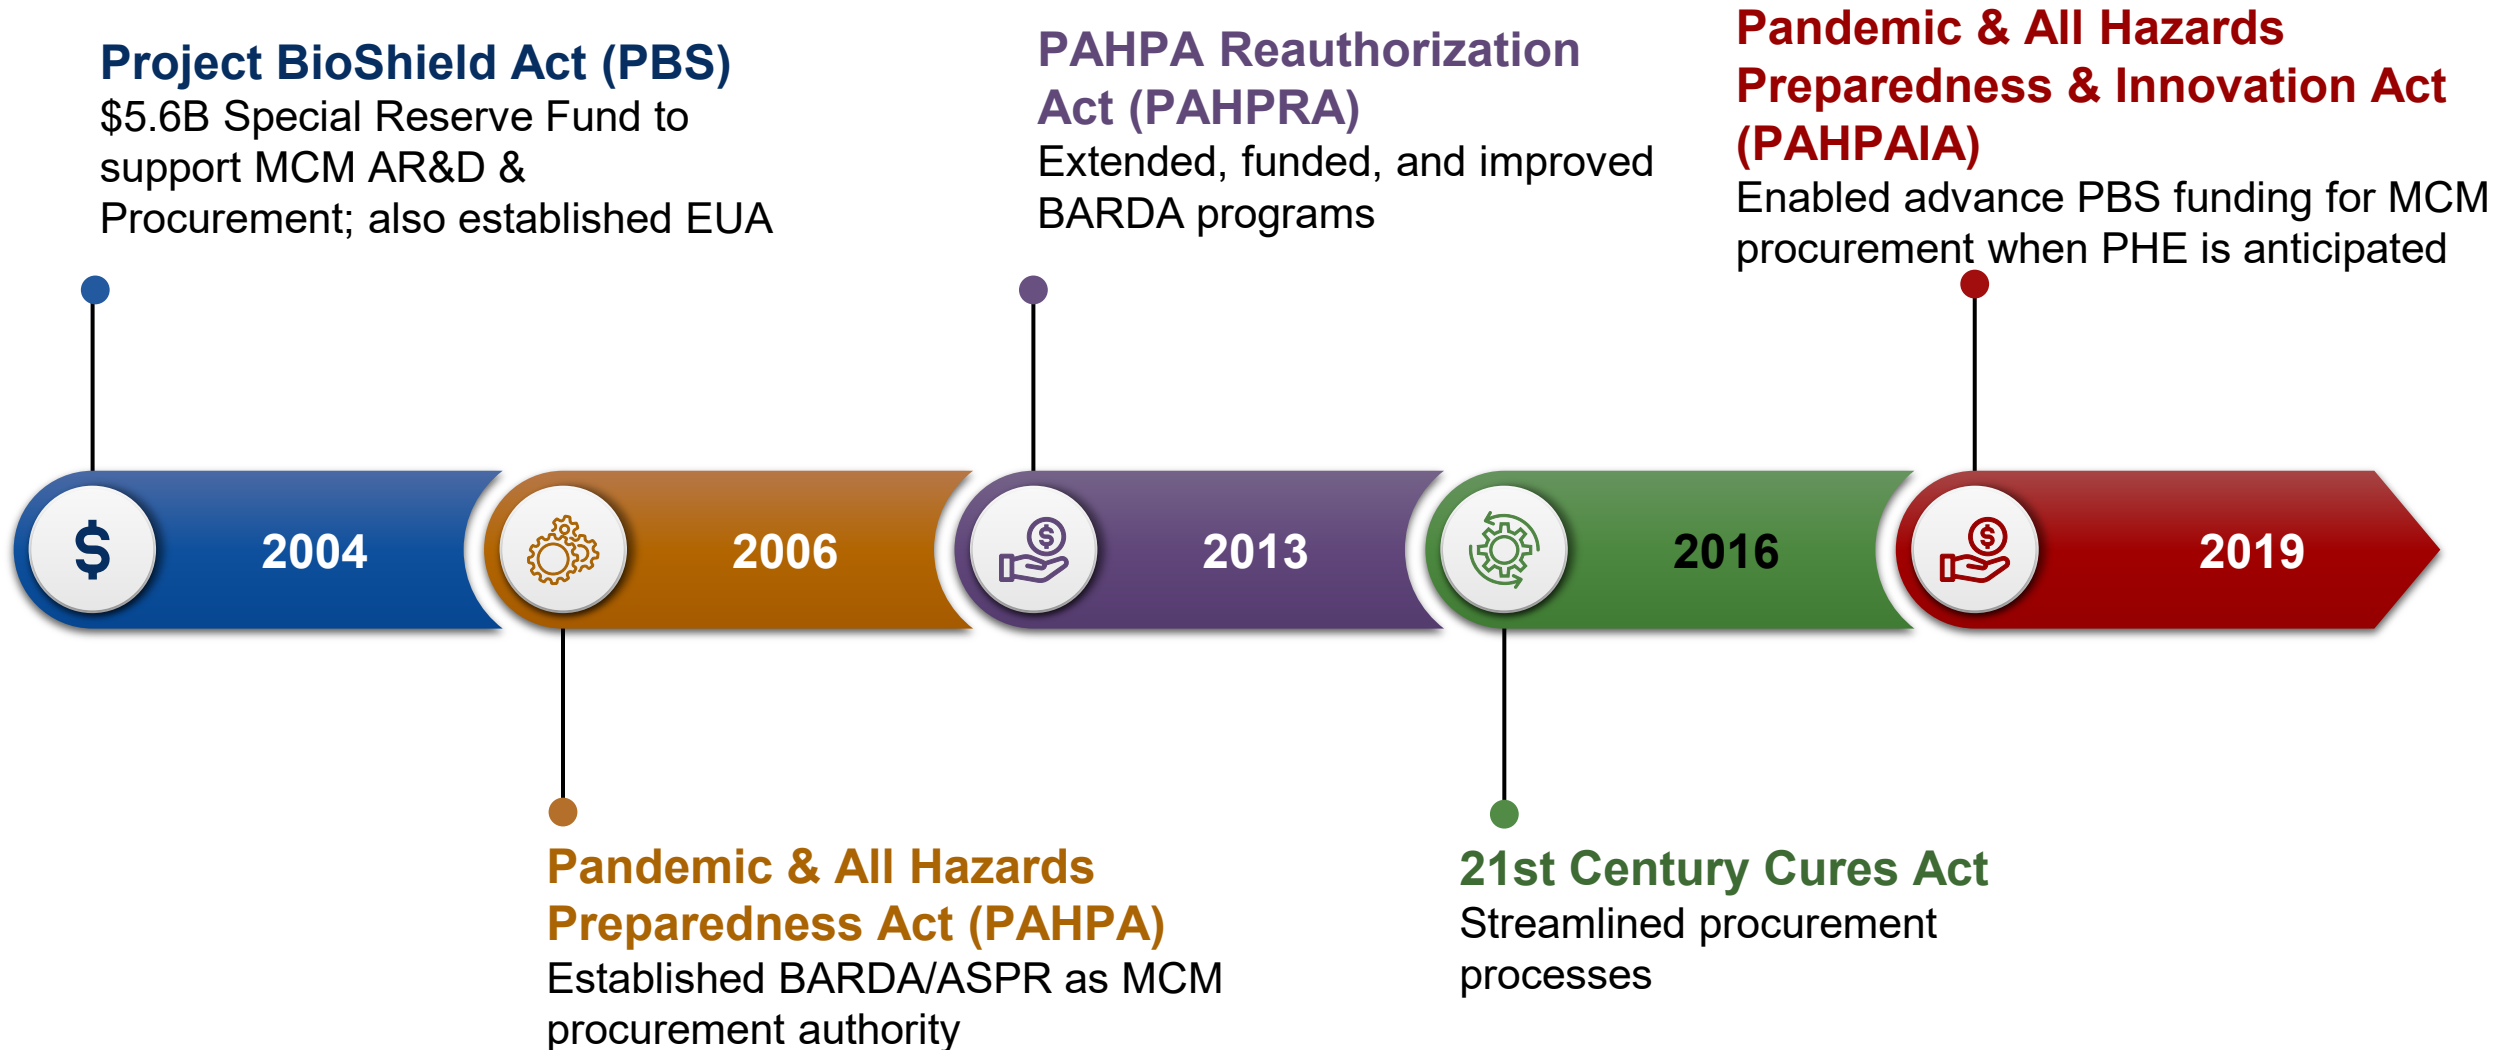 Project BioShield Act (PBS)
$5.6B Special Reserve Fund to
support MCM AR&D &
Procurement; also established EUA
PAHPA Reauthorization
Act (PAHPRA)
Extended, funded, and improved
BARDA programs
Pandemic & All Hazards
Preparedness & Innovation Act
(PAHPAIA)
Enabled advance PBS funding for MCM
procurement when PHE is anticipated
$
2004
2006
$
2013
2016
$
2019
Pandemic & All Hazards
Preparedness Act (PAHPA)
Established BARDA/ASPR as MCM
procurement authority
21st Century Cures Act
Streamlined procurement
processes